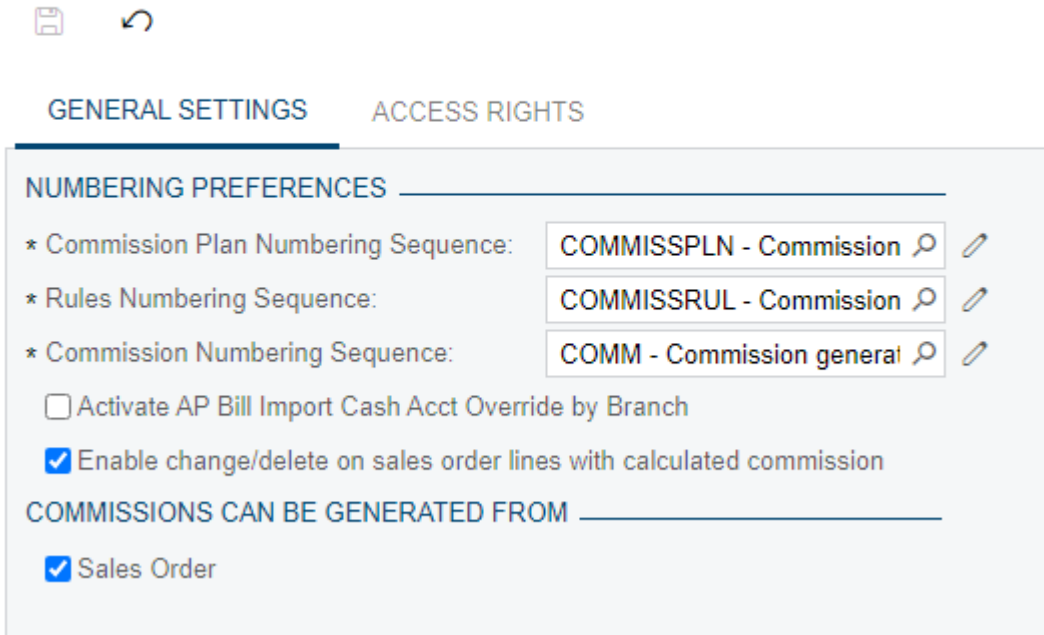 GENERAL SETTINGS ACCESS RIGHTS
NUMBERING PREFERENCES
* Commission Plan Numbering Sequence: COMMISSPLN - Commission
* Rules Numbering Sequence: COMMISSRUL - Commission
* Commission Numbering Sequence: COMM - Commission generat
Activate AP Bill Import Cash Acct Override by Branch
Enable change/delete on sales order lines with calculated commission
COMMISSIONS CAN BE GENERATED FROM
Sales Order